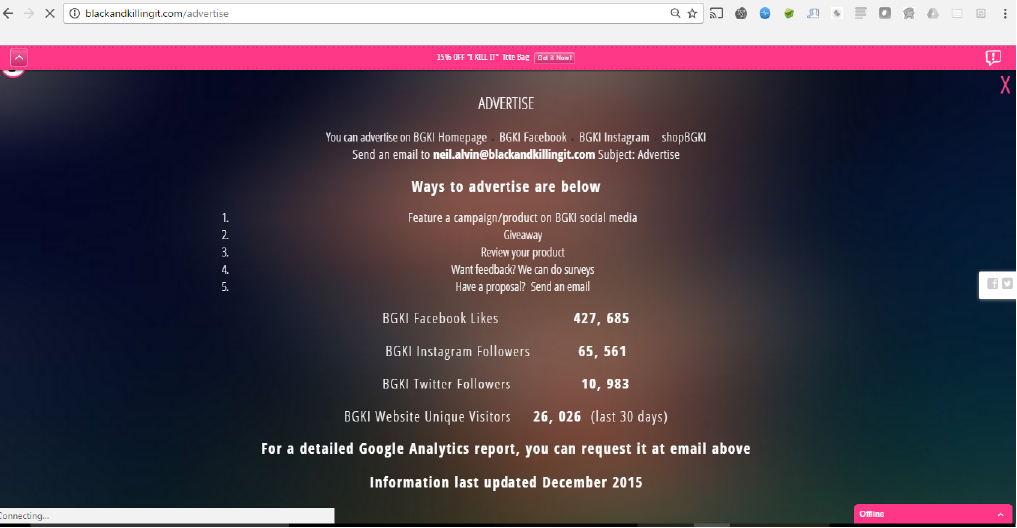 blackandkillingit.com/advertise
15% OFF "I KILL IT" Tote Bag Get it Now!
X
ADVERTISE
You can advertise on BGKI Homepage BGKI Facebook BGKI Instagram shopBGKI
Send an email to neil.alvin@blackandkillingit.com Subject: Advertise
Ways to advertise are below
1. Feature a campaign/product on BGKI social media
2. Giveaway
3. Review your product
4. Want feedback? We can do surveys
5. Have a proposal? Send an email
BGKI Facebook Likes 427, 685
BGKI Instagram Followers 65, 561
BGKI Twitter Followers 10, 983
BGKI Website Unique Visitors 26, 026 (last 30 days)
For a detailed Google Analytics report, you can request it at email above
Information last updated December 2015
Connecting...
Offline